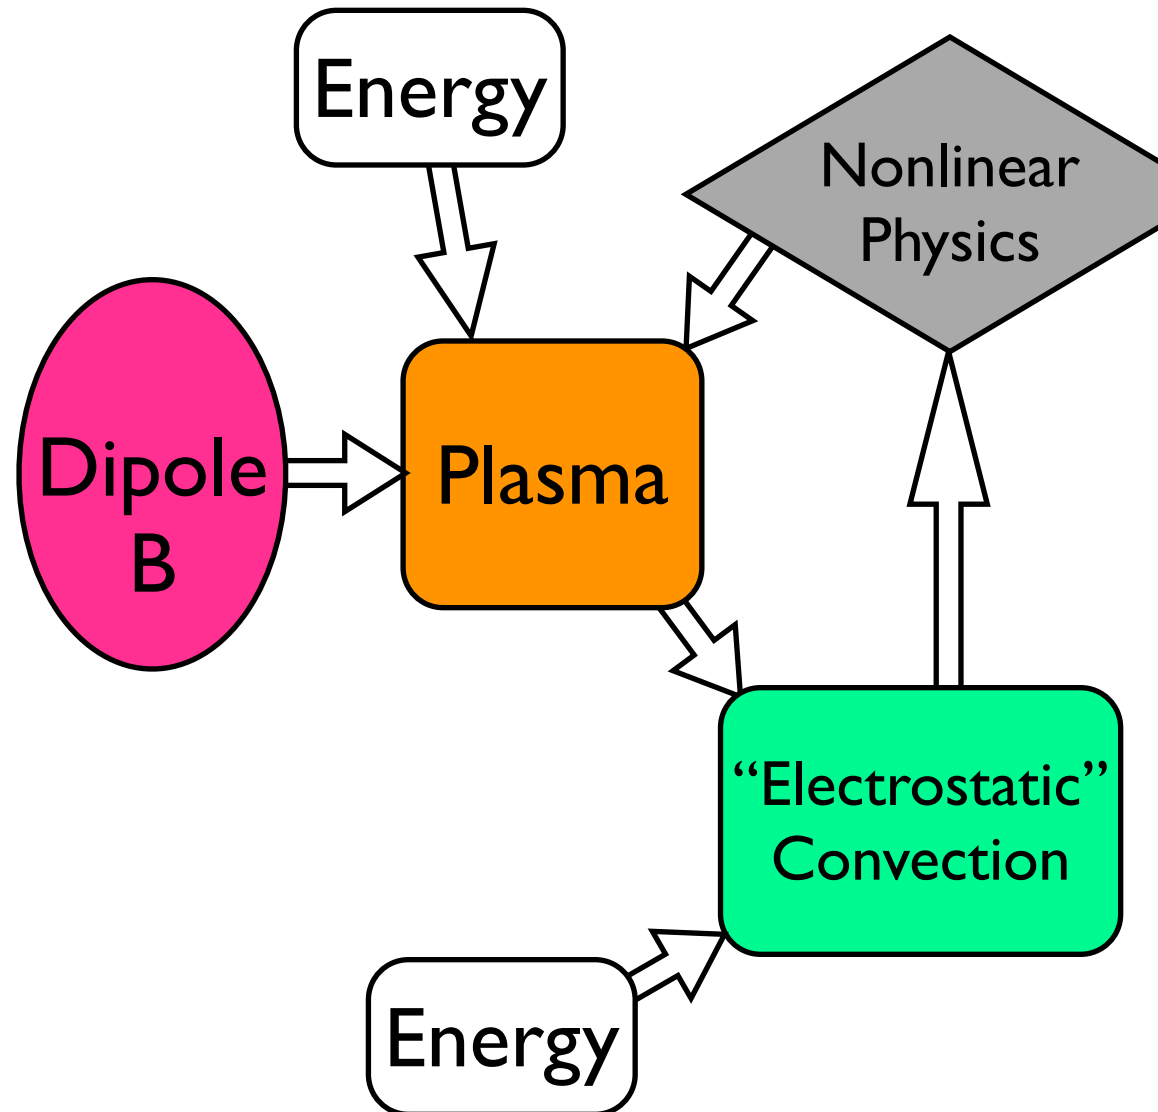 Energy
Nonlinear
Physics
Dipole
B
Plasma
“Electrostatic”
Convection
Energy